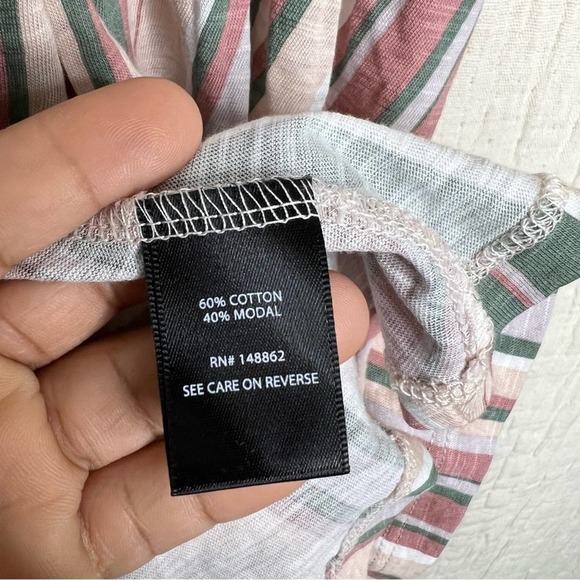 60% COTTON
40% MODAL
RN# 148862
SEE CARE ON REVERSE